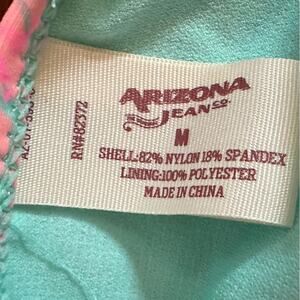 ARIZONA
JEAN CO.
M
SHELL:82% NYLON 18% SPANDEX
LINING:100% POLYESTER
MADE IN CHINA
RN#82372